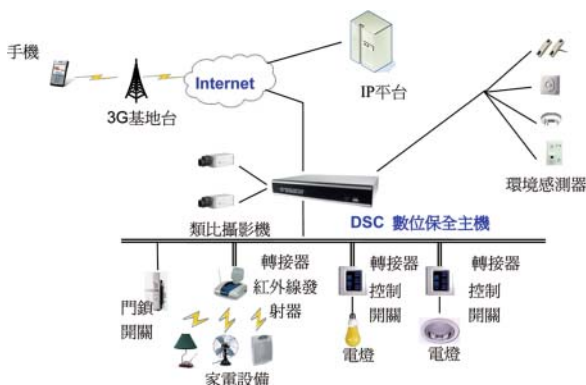 手機
3G基地台
Internet
IP平台
環境感測器
類比攝影機
DSC 數位保全主機
門鎖
開關
轉接器
紅外線發
射器
轉接器
控制
開關
轉接器
控制
開關
電燈
電燈
家電設備